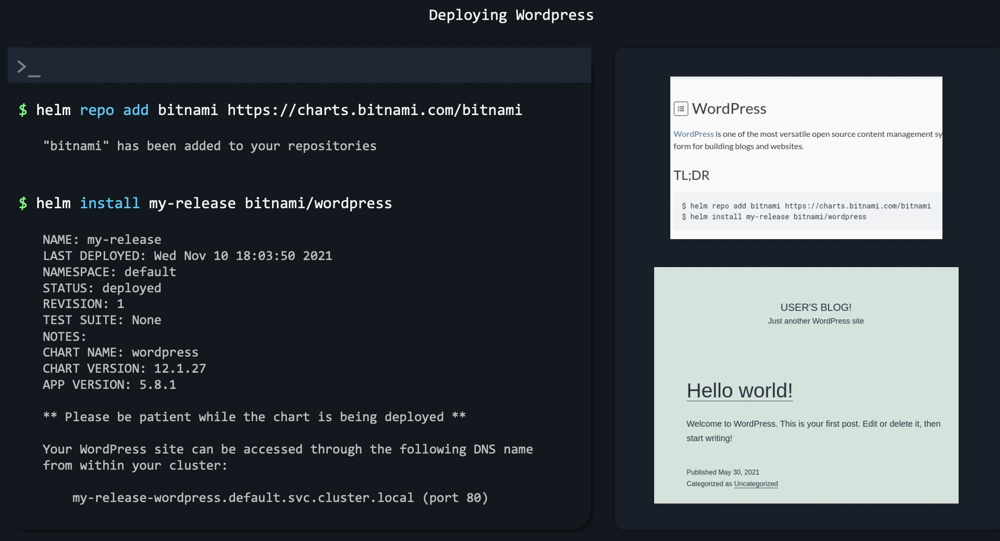 Deploying Wordpress
>_
$ helm repo add bitnami https://charts.bitnami.com/bitnami
"bitnami" has been added to your repositories
$ helm install my-release bitnami/wordpress
NAME: my-release
LAST DEPLOYED: Wed Nov 10 18:03:50 2021
NAMESPACE: default
STATUS: deployed
REVISION: 1
TEST SUITE: None
NOTES:
CHART NAME: wordpress
CHART VERSION: 12.1.27
APP VERSION: 5.8.1
** Please be patient while the chart is being deployed **
Your WordPress site can be accessed through the following DNS name
from within your cluster:
my-release-wordpress.default.svc.cluster.local (port 80)
WordPress
WordPress is one of the most versatile open source content management sy
form for building blogs and websites.
TL;DR
$ helm repo add bitnami https://charts.bitnami.com/bitnami
$ helm install my-release bitnami/wordpress
USER'S BLOG!
Just another WordPress site
Hello world!
Welcome to WordPress. This is your first post. Edit or delete it, then
start writing!
Published May 30, 2021
Categorized as Uncategorized